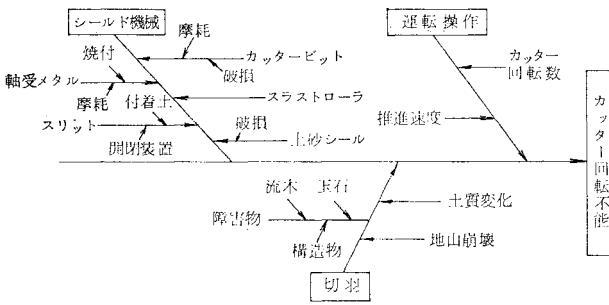 シールド機械
運転操作
摩耗
焼付
カッタービット
カッター
回転数
軸受メタル
破損
摩耗
付着土
スラストローラ
スリット
破損
推進速度
開閉装置
土砂シール
カッター回転不能
流木
玉石
土質変化
障害物
構造物
地山崩壊
切羽